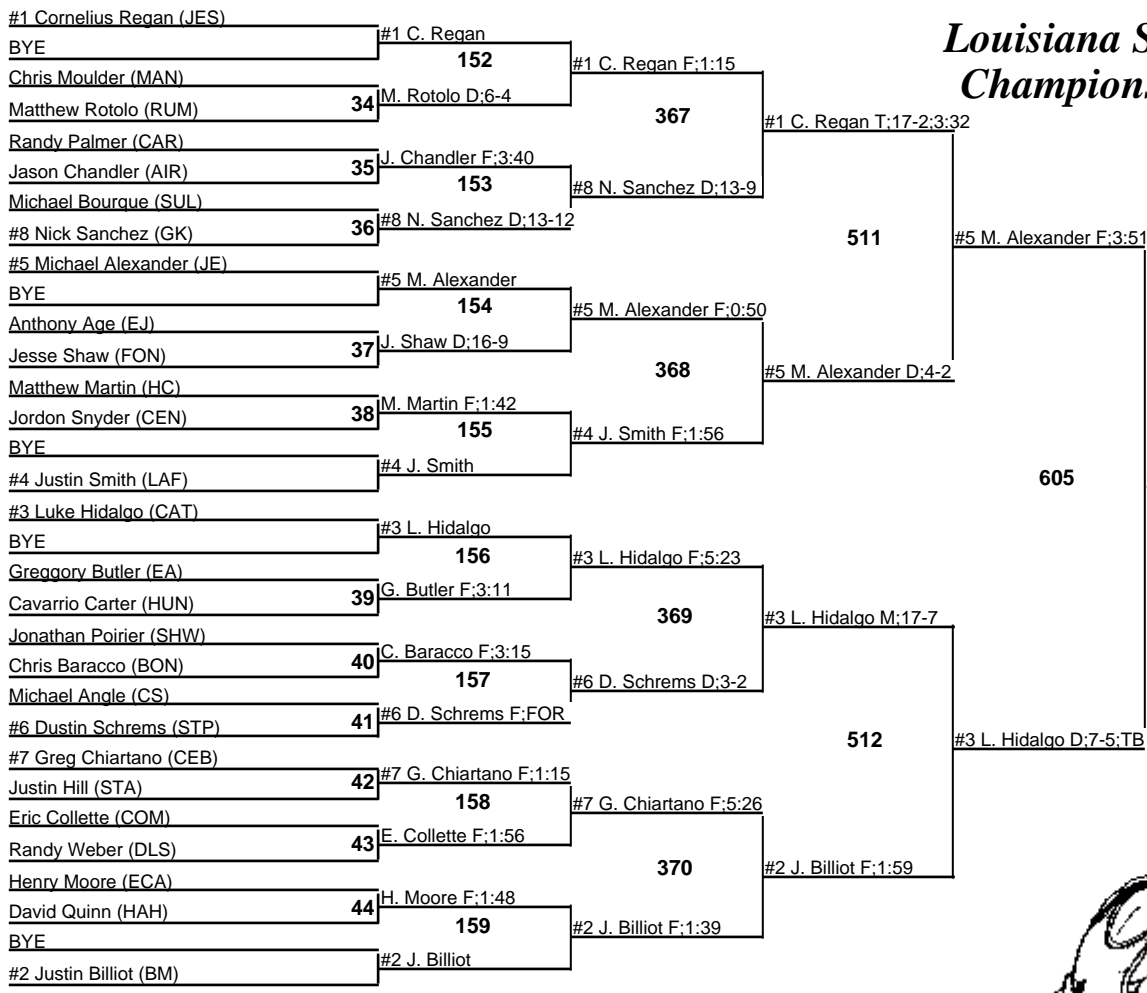 Louisiana S
Champions
#1 Cornelius Regan (JES)
BYE
Chris Moulder (MAN)
Matthew Rotolo (RUM)
Randy Palmer (CAR)
Jason Chandler (AIR)
Michael Bourque (SUL)
#8 Nick Sanchez (GK)
#5 Michael Alexander (JE)
BYE
Anthony Age (EJ)
Jesse Shaw (FON)
Matthew Martin (HC)
Jordon Snyder (CEN)
BYE
#4 Justin Smith (LAF)
#3 Luke Hidalgo (CAT)
BYE
Greggory Butler (EA)
Cavarrio Carter (HUN)
Jonathan Poirier (SHW)
Chris Baracco (BON)
Michael Angle (CS)
#6 Dustin Schrems (STP)
#7 Greg Chiartano (CEB)
Justin Hill (STA)
Eric Collette (COM)
Randy Weber (DLS)
Henry Moore (ECA)
David Quinn (HAH)
BYE
#2 Justin Billiot (BM)
34
35
36
37
38
39
40
41
42
43
44
#1 C. Regan
152
M. Rotolo D;6-4
J. Chandler F;3:40
153
#8 N. Sanchez D;13-12
#5 M. Alexander
154
J. Shaw D;16-9
M. Martin F;1:42
155
#4 J. Smith
#3 L. Hidalgo
156
G. Butler F;3:11
C. Baracco F;3:15
157
#6 D. Schrems F;FOR
#7 G. Chiartano F;1:15
158
E. Collette F;1:56
H. Moore F;1:48
159
#2 J. Billiot
#1 C. Regan F;1:15
367
#8 N. Sanchez D;13-9
#5 M. Alexander F;0:50
368
#4 J. Smith F;1:56
#3 L. Hidalgo F;5:23
369
#6 D. Schrems D;3-2
#7 G. Chiartano F;5:26
370
#2 J. Billiot F;1:39
#1 C. Regan T;17-2;3:32
511
#5 M. Alexander D;4-2
#3 L. Hidalgo M;17-7
512
#2 J. Billiot F;1:59
#5 M. Alexander F;3:51
605
#3 L. Hidalgo D;7-5;TB